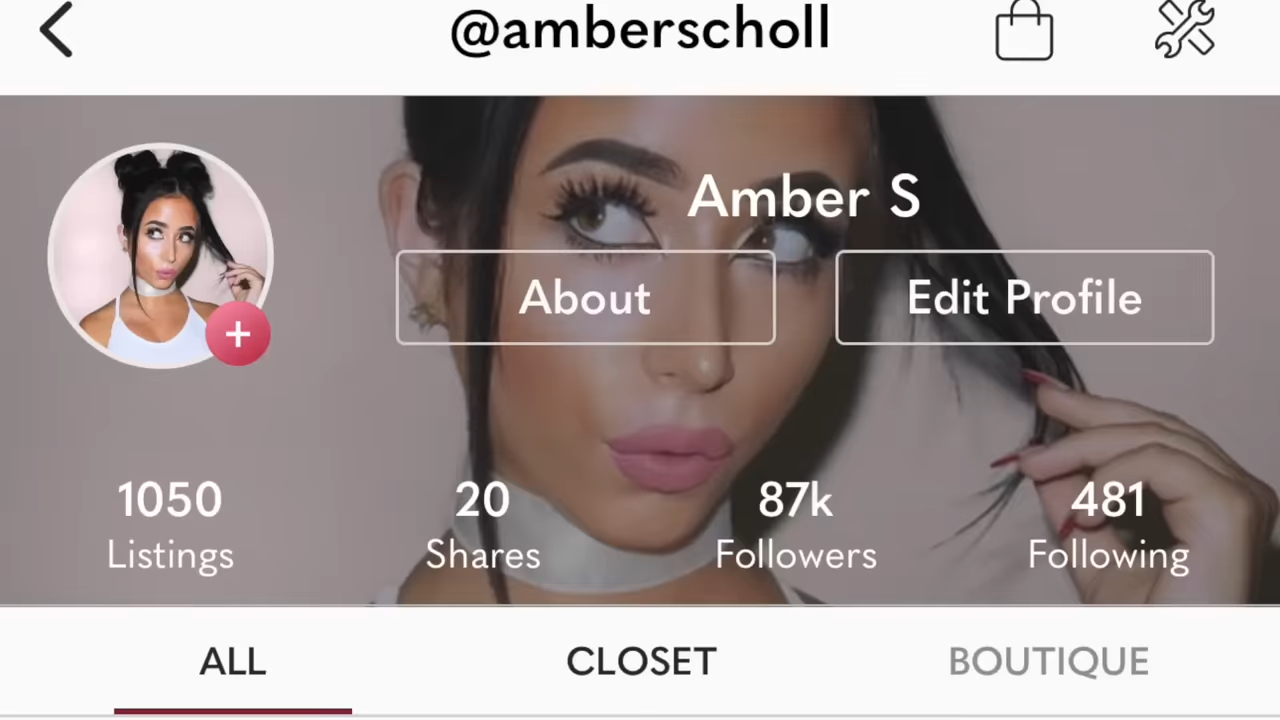 @amberscholl
Amber S
About Edit Profile
1050 20 87k 481
Listings Shares Followers Following
ALL CLOSET BOUTIQUE